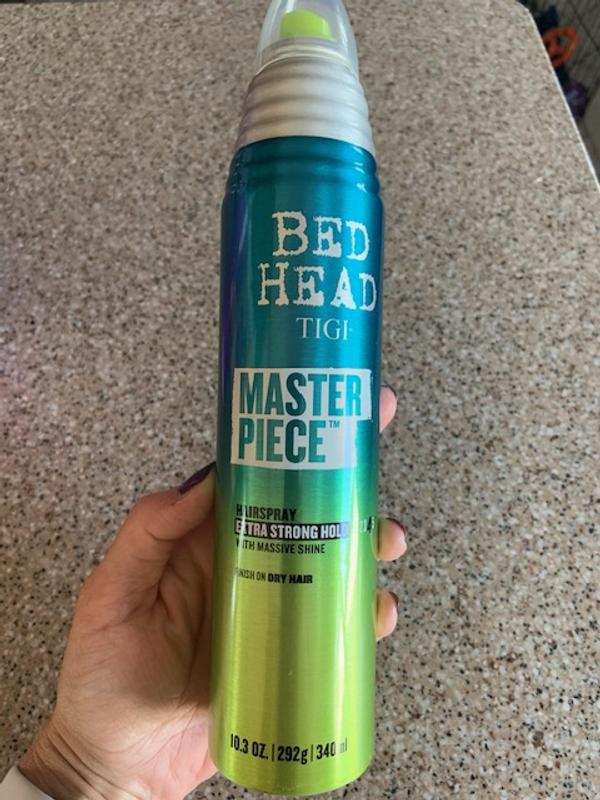 BED
HEAD
TIGI
MASTER
PIECE™
HAIRSPRAY
EXTRA STRONG HOLD
WITH MASSIVE SHINE
FINISH ON DRY HAIR
10.3 OZ. | 292g | 340 ml